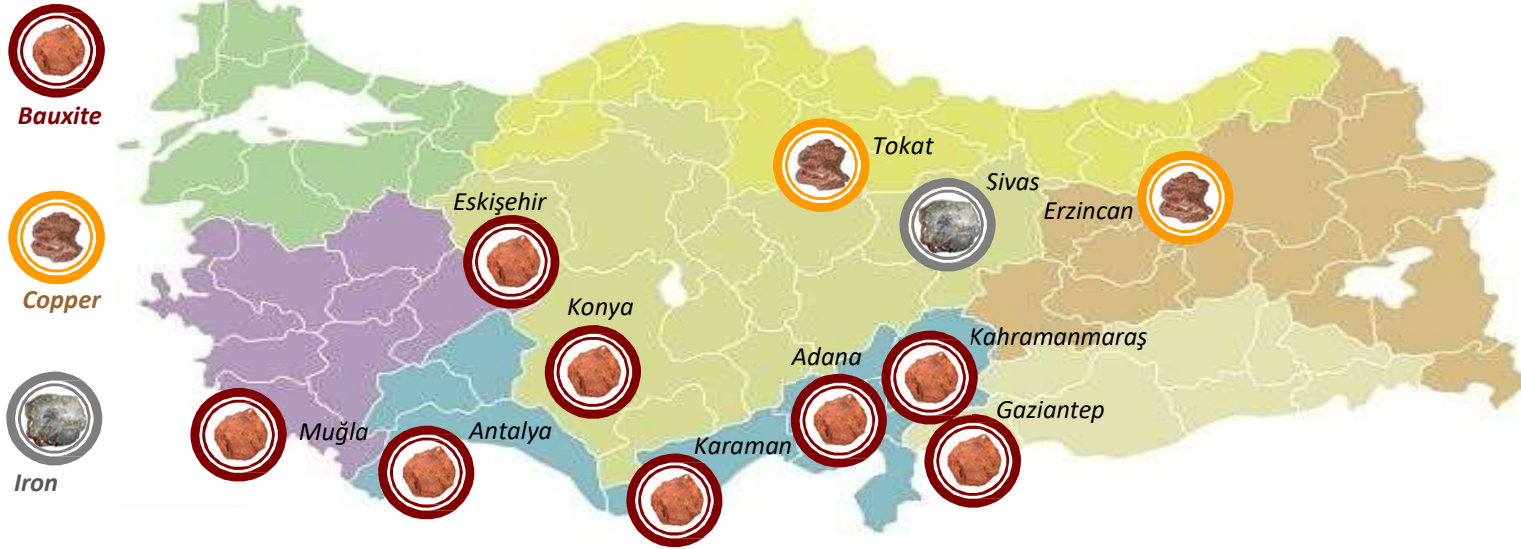 Bauxite
Copper
Iron
Tokat
Sivas
Erzincan
Eskişehir
Konya
Kahramanmaraş
Adana
Gaziantep
Muğla
Antalya
Karaman